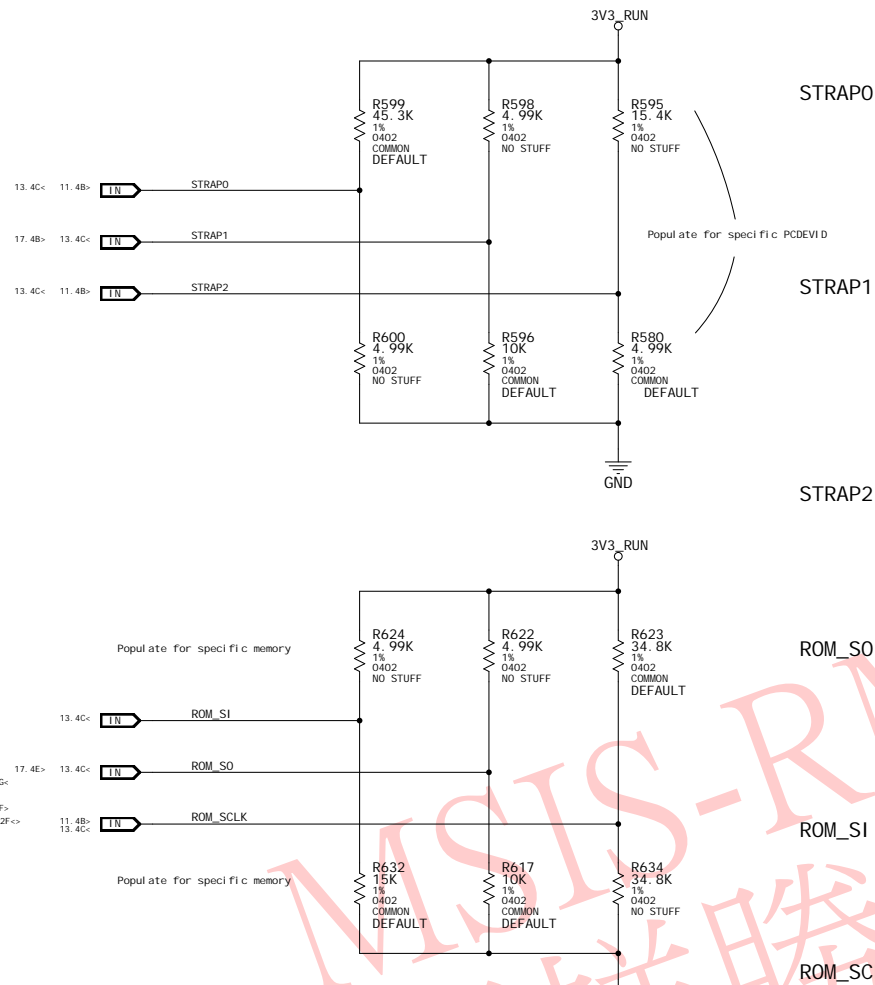 3V3_RUN
STRAP0
R599
45.3K
1%
0402
COMMON
DEFAULT
R598
4.99K
1%
0402
NO STUFF
R595
15.4K
1%
0402
NO STUFF
13.4C< 11.4B> IN STRAP0
17.4B> 13.4C< IN STRAP1
Populate for specific PCDEVID
13.4C< 11.4B> IN STRAP2
STRAP1
R600
4.99K
1%
0402
NO STUFF
R596
10K
1%
0402
COMMON
DEFAULT
R580
4.99K
1%
0402
COMMON
DEFAULT
GND
STRAP2
3V3_RUN
Populate for specific memory
R624
4.99K
1%
0402
NO STUFF
R622
4.99K
1%
0402
NO STUFF
R623
34.8K
1%
0402
COMMON
DEFAULT
ROM_SO
13.4C< IN ROM_SI
17.4E> 13.4C< IN ROM_SO
G<
F>
2F<>
11.4B> IN ROM_SCLK
13.4C<
ROM_SI
Populate for specific memory
R632
15K
1%
0402
COMMON
DEFAULT
R617
10K
1%
0402
COMMON
DEFAULT
R634
34.8K
1%
0402
NO STUFF
ROM_SC
MSIS-RM